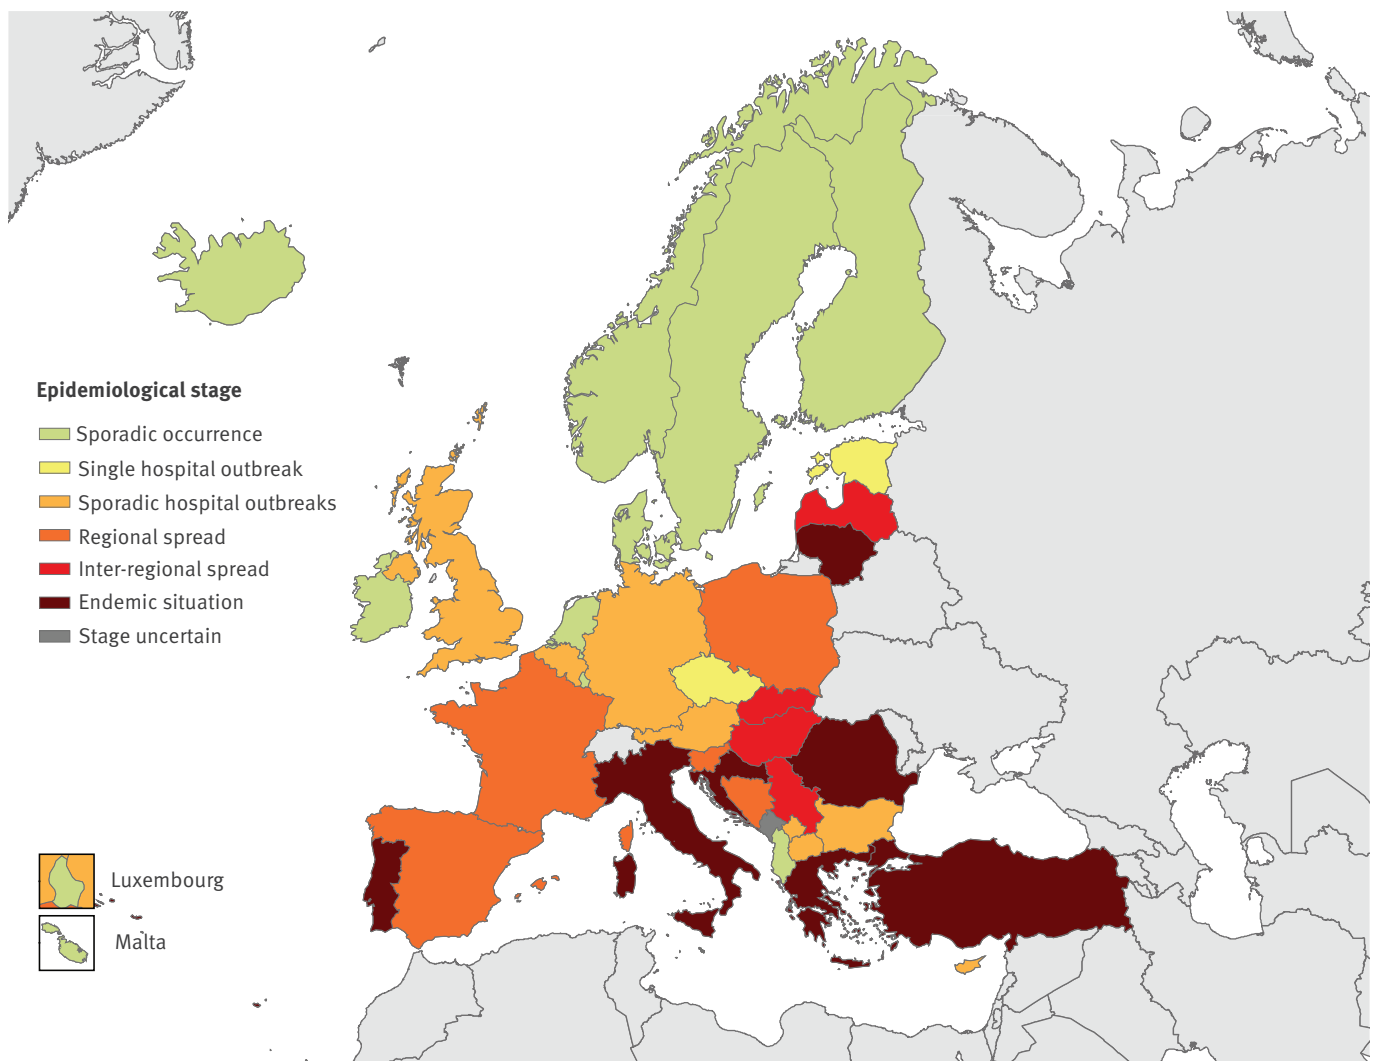 Epidemiological stage
Sporadic occurrence
Single hospital outbreak
Sporadic hospital outbreaks
Regional spread
Inter-regional spread
Endemic situation
Stage uncertain
Luxembourg
Malta